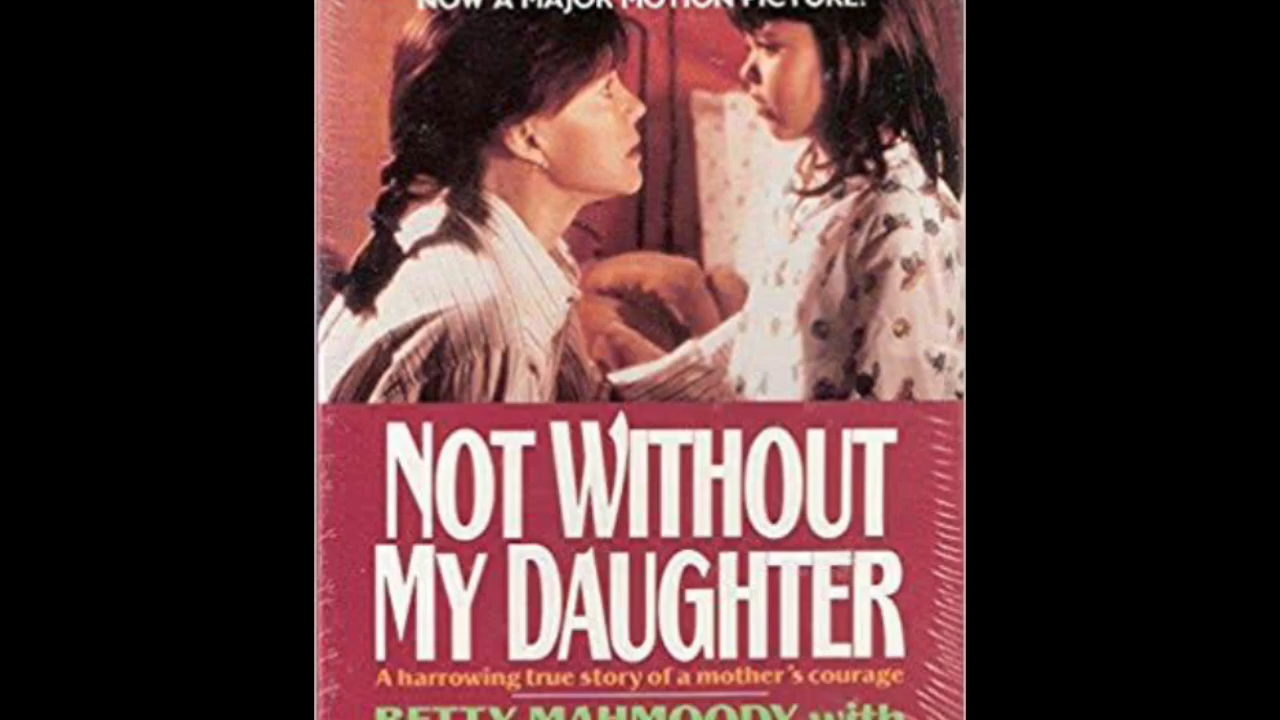 NOW A MAJOR MOTION PICTURE!
NOT WITHOUT
MY DAUGHTER
A harrowing true story of a mother's courage
BETTY MAHMOODY with